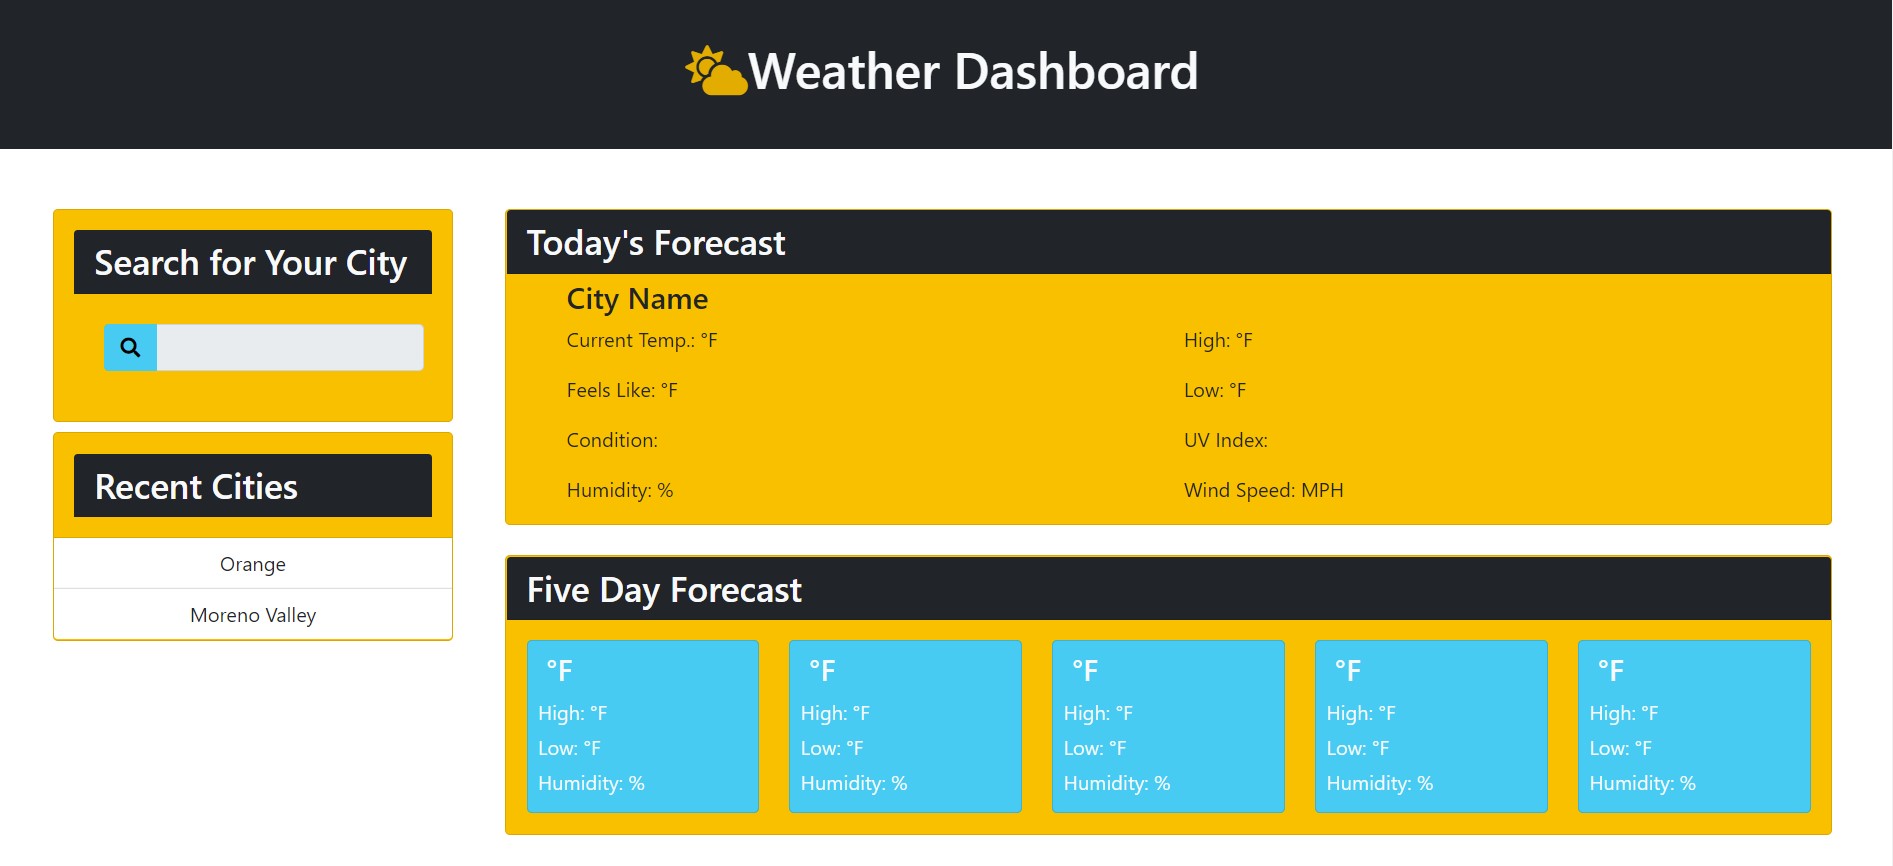 Weather Dashboard
Search for Your City
Recent Cities
Orange
Moreno Valley
Today's Forecast
City Name
Current Temp.: °F
High: °F
Feels Like: °F
Low: °F
Condition:
UV Index:
Humidity: %
Wind Speed: MPH
Five Day Forecast
°F
High: °F
Low: °F
Humidity: %
°F
High: °F
Low: °F
Humidity: %
°F
High: °F
Low: °F
Humidity: %
°F
High: °F
Low: °F
Humidity: %
°F
High: °F
Low: °F
Humidity: %